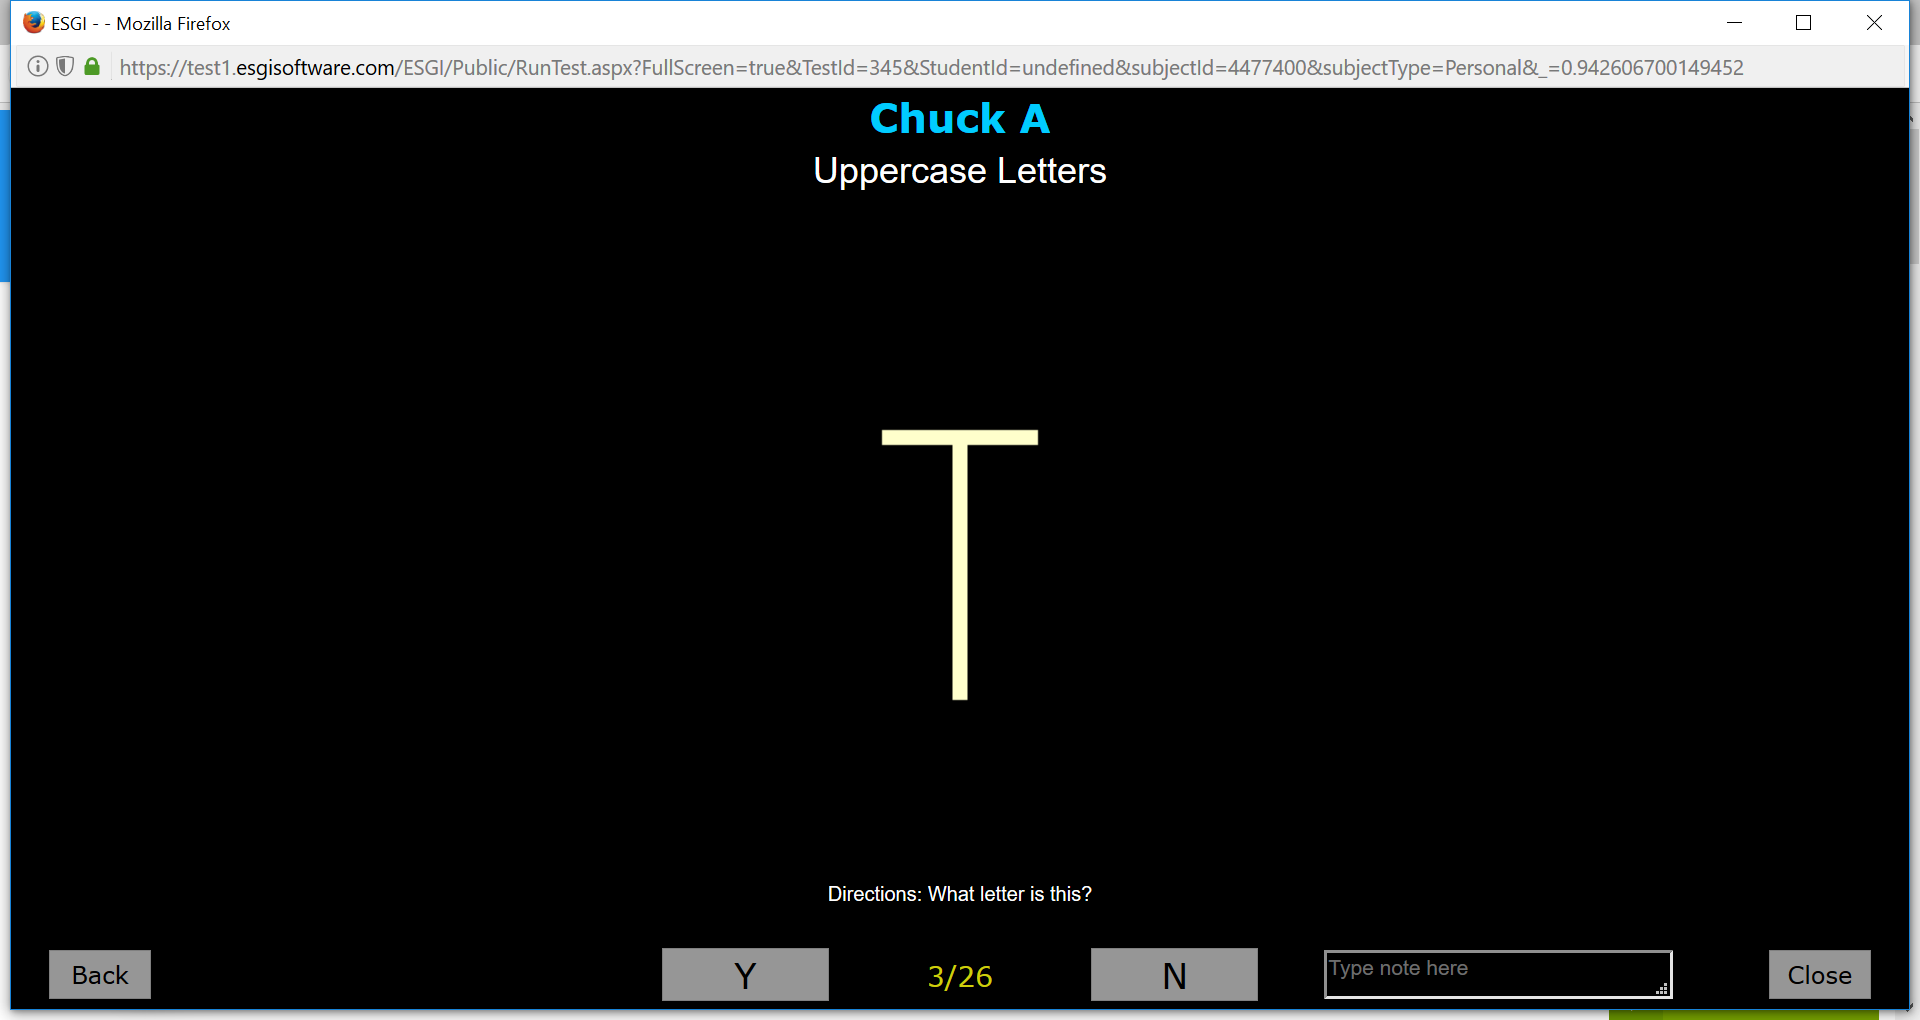 ESGI - - Mozilla Firefox
https://test1.esgisoftware.com/ESGI/Public/RunTest.aspx?FullScreen=true&TestId=345&StudentId=undefined&subjectId=4477400&subjectType=Personal&_=0.942606700149452
Chuck A
Uppercase Letters
T
Directions: What letter is this?
Back Y 3/26 N Type note here Close